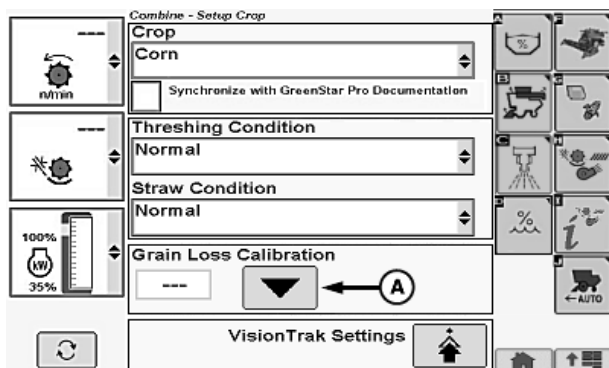 Combine - Setup Crop
Crop
Corn
Synchronize with GreenStar Pro Documentation
Threshing Condition
Normal
Straw Condition
Normal
Grain Loss Calibration
---
A
VisionTrak Settings
---
n/min
---
100%
kW
35%
A
%
E
B
G
C
H
D
%
I
i
J
←AUTO